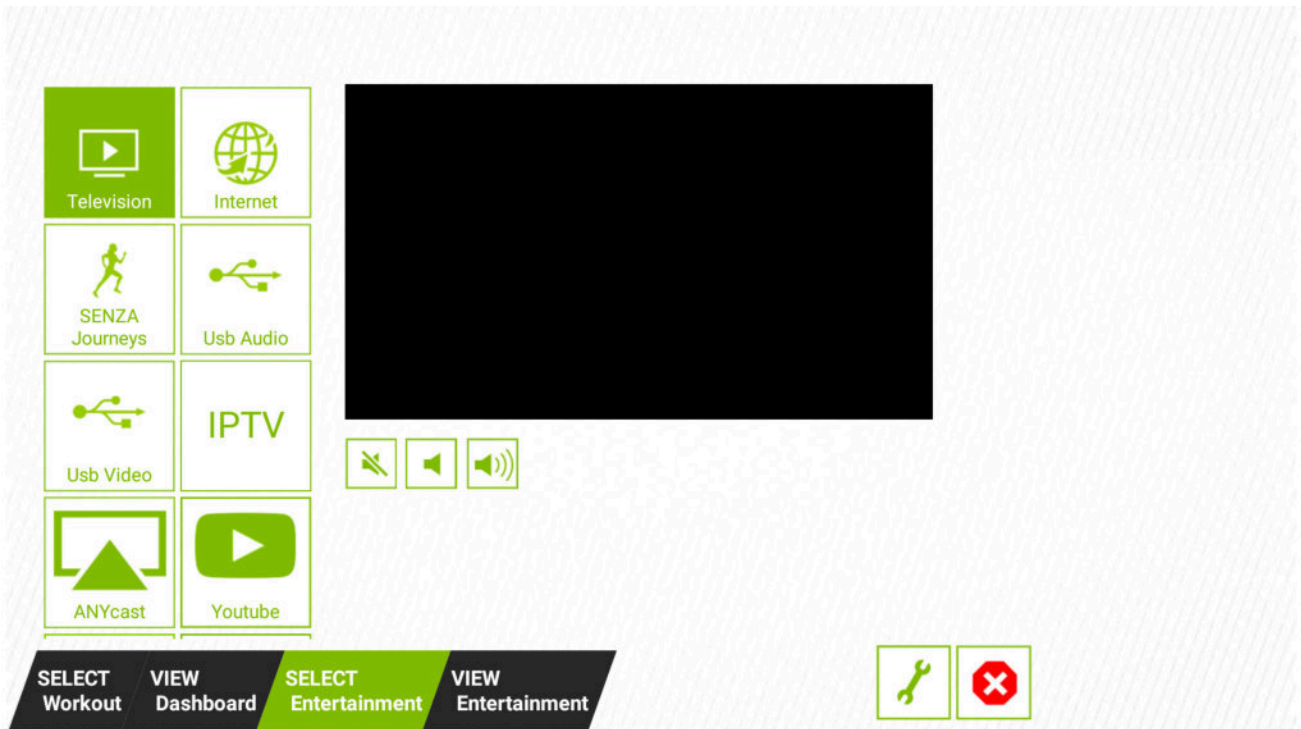 Television
Internet
SENZA
Journeys
Usb Audio
Usb Video
IPTV
ANYcast
Youtube
SELECT
Workout
VIEW
Dashboard
SELECT
Entertainment
VIEW
Entertainment